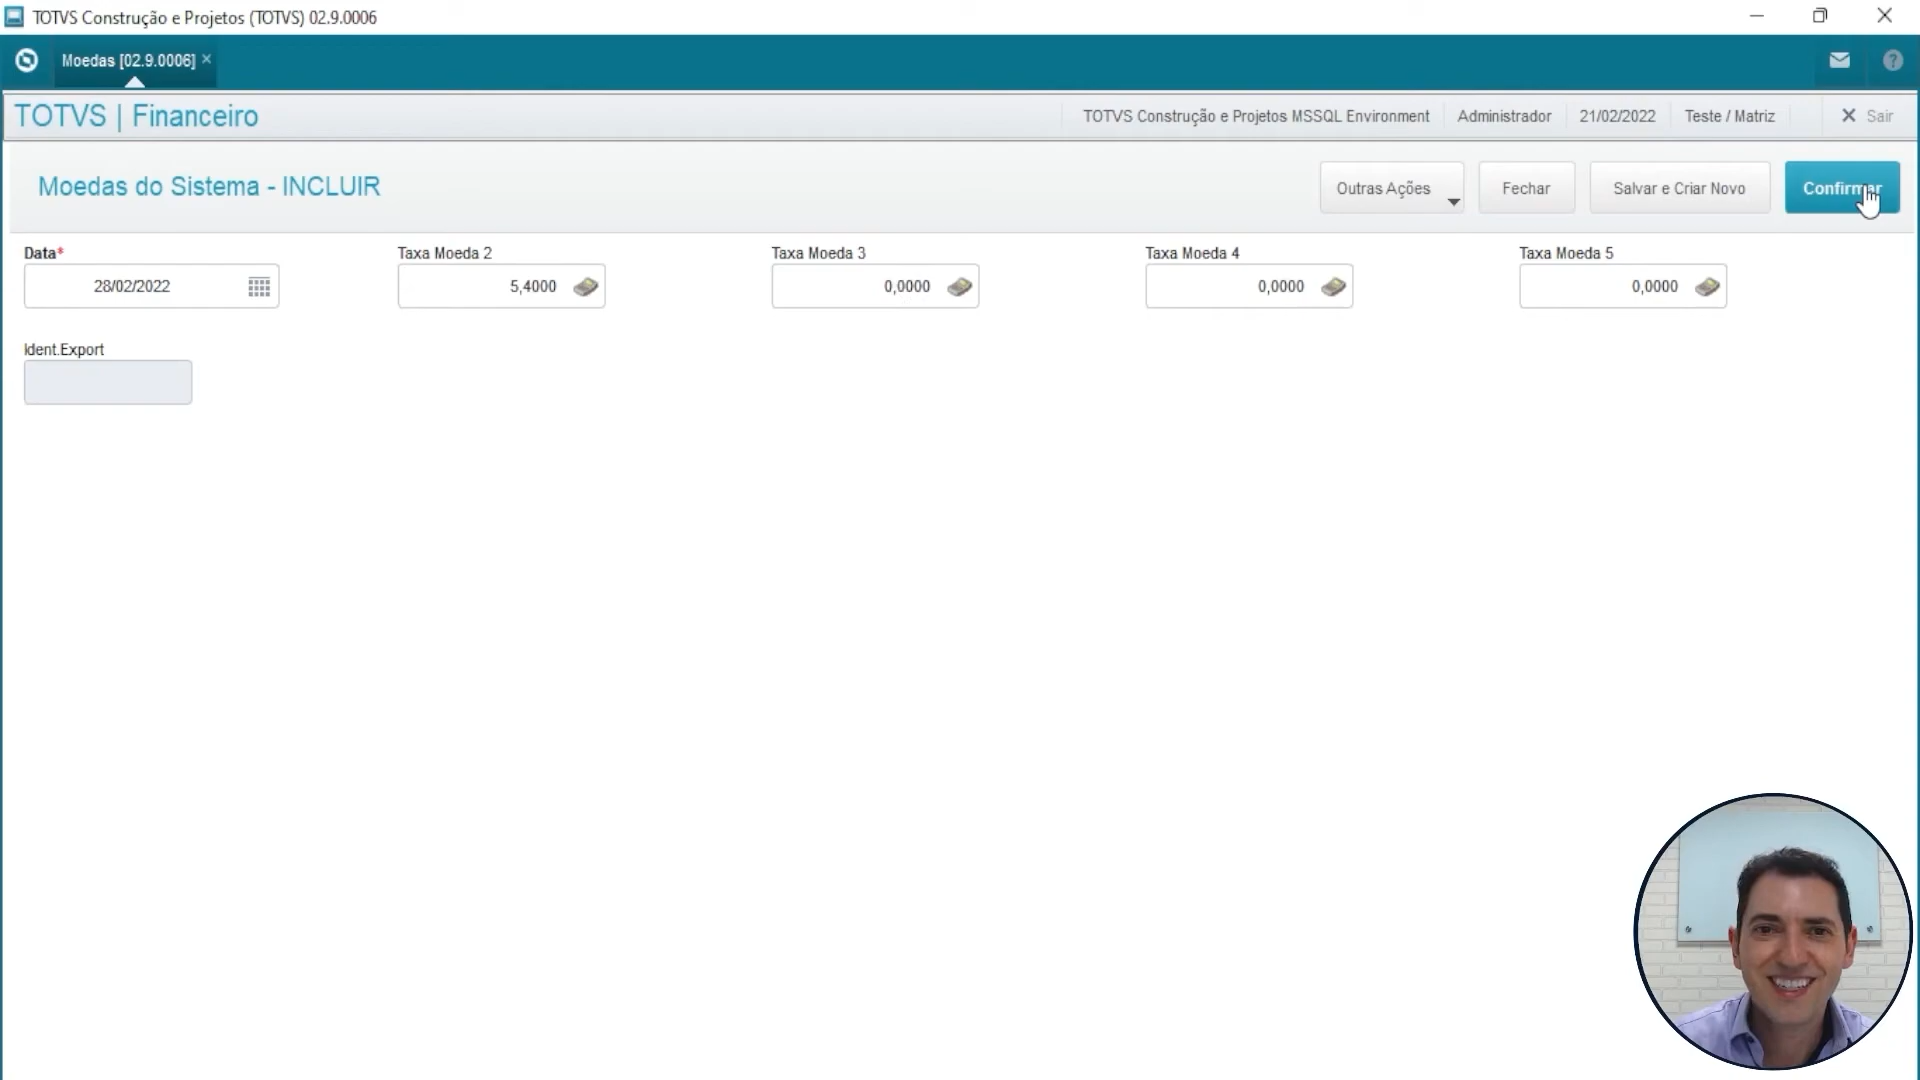 TOTVS Construção e Projetos (TOTVS) 02.9.0006
Moedas [02.9.0006] ×
?
TOTVS | Financeiro
TOTVS Construção e Projetos MSSQL Environment
Administrador
21/02/2022
Teste / Matriz
Sair
Moedas do Sistema - INCLUIR
Outras Ações
Fechar
Salvar e Criar Novo
Confirmar
Data*
Taxa Moeda 2
Taxa Moeda 3
Taxa Moeda 4
Taxa Moeda 5
28/02/2022
5,4000
0,0000
0,0000
0,0000
Ident.Export